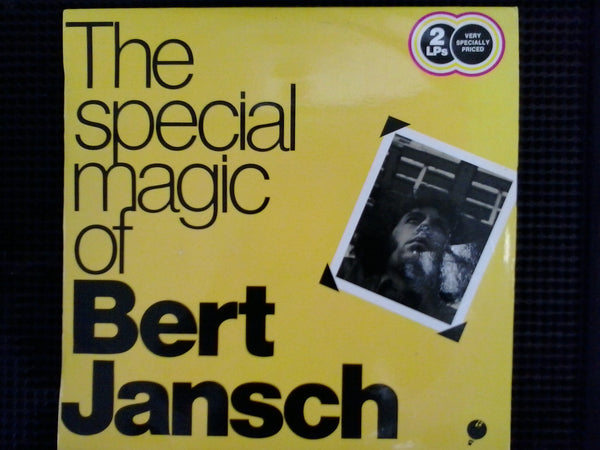 The
special
magic
of
Bert
Jansch
2
LPs
VERY
SPECIALLY
PRICED